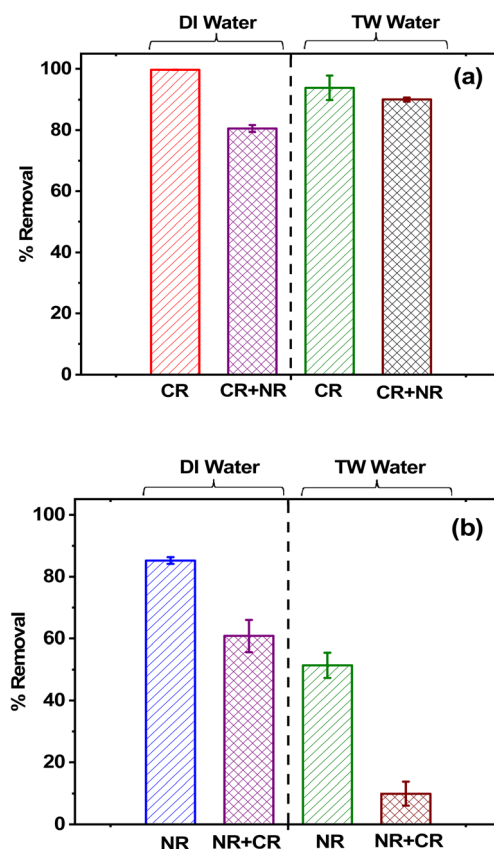 DI Water TW Water
(a)
100
80
60
40
20
0
% Removal
CR CR+NR CR CR+NR
DI Water TW Water
(b)
100
80
60
40
20
0
% Removal
NR NR+CR NR NR+CR